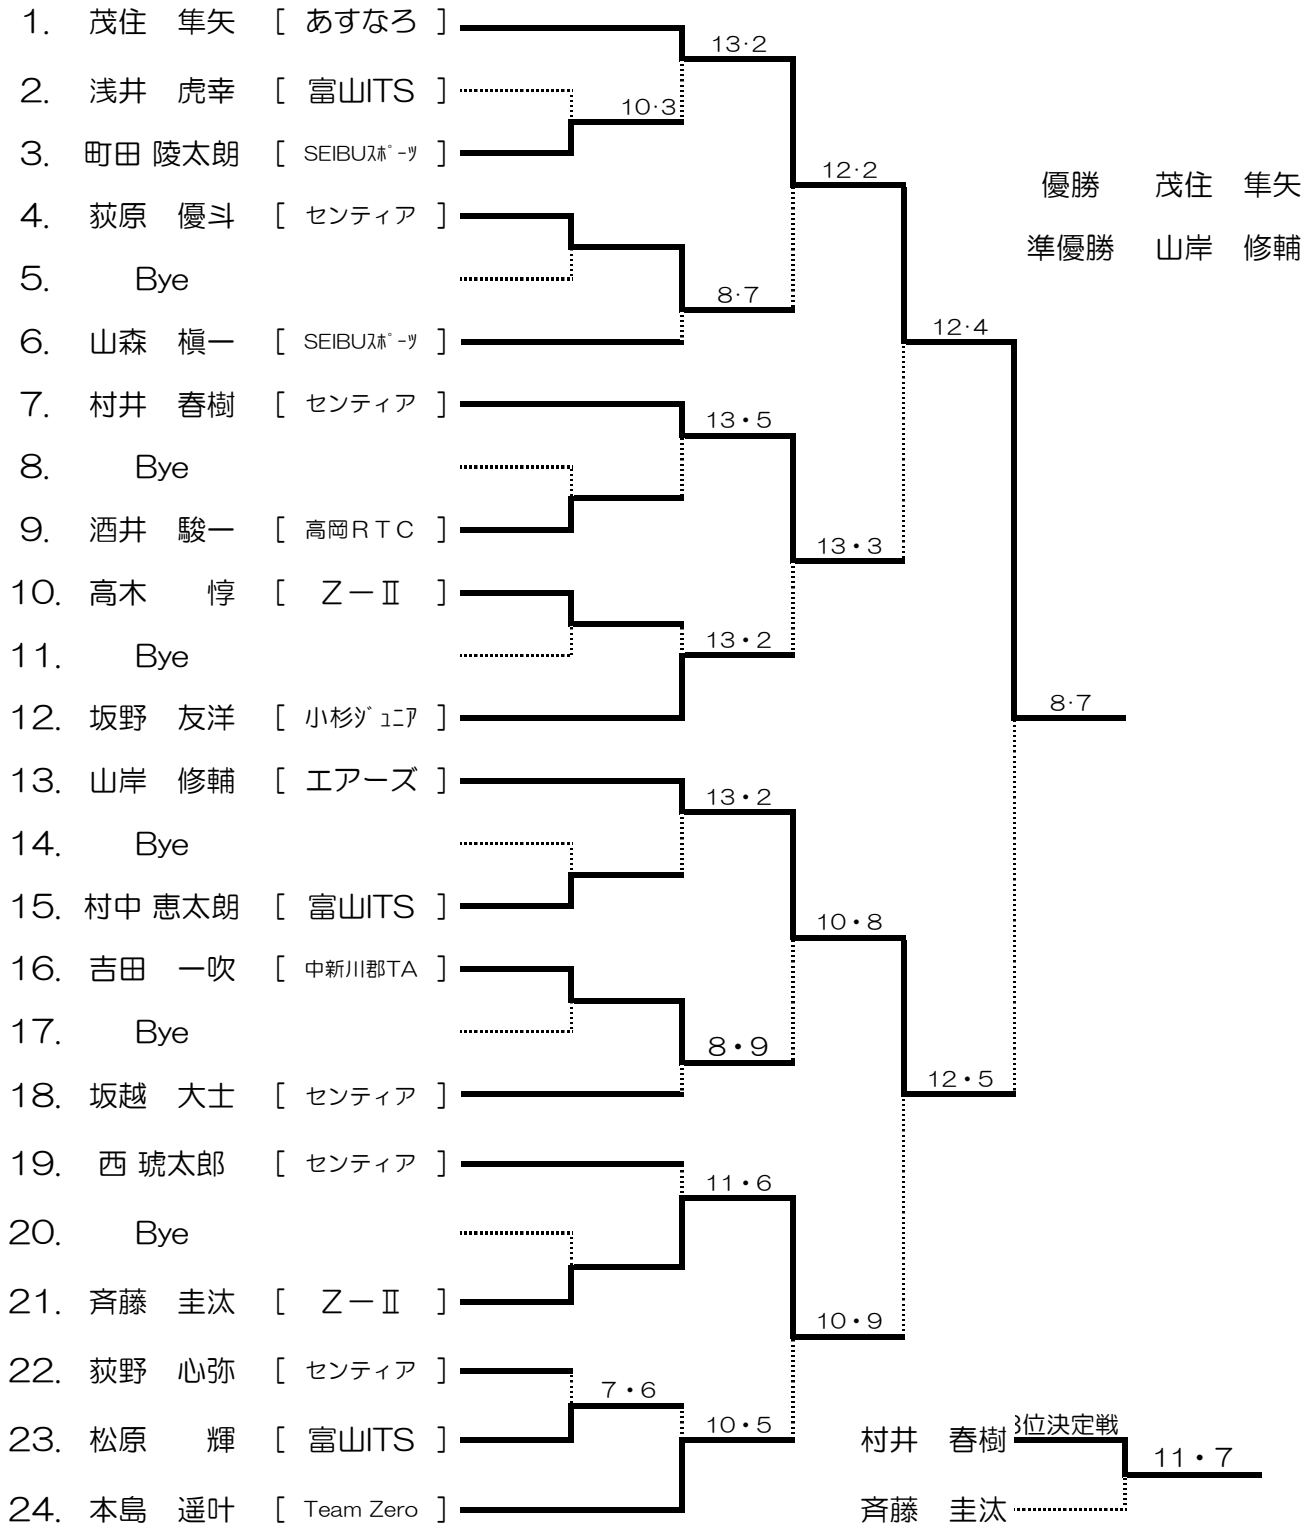 1. 茂住 隼矢 [ あすなろ ]
13·2
2. 浅井 虎幸 [ 富山ITS ]
10·3
3. 町田 陵太朗 [ SEIBUｽﾎﾟｰﾂ ]
12·2
優勝 茂住 隼矢
4. 荻原 優斗 [ センティア ]
準優勝 山岸 修輔
5. Bye
8·7
6. 山森 槇一 [ SEIBUｽﾎﾟｰﾂ ]
12·4
7. 村井 春樹 [ センティア ]
13・5
8. Bye
9. 酒井 駿一 [ 高岡ＲＴＣ ]
13・3
10. 高木 惇 [ Ｚ－Ⅱ ]
11. Bye
13・2
12. 坂野 友洋 [ 小杉ｼﾞｭﾆｱ ]
8·7
13. 山岸 修輔 [ エアーズ ]
13・2
14. Bye
15. 村中 恵太朗 [ 富山ITS ]
10・8
16. 吉田 一吹 [ 中新川郡TA ]
17. Bye
8・9
18. 坂越 大士 [ センティア ]
12・5
19. 西 琥太郎 [ センティア ]
11・6
20. Bye
21. 斉藤 圭汰 [ Ｚ－Ⅱ ]
10・9
22. 荻野 心弥 [ センティア ]
7・6
23. 松原 輝 [ 富山ITS ]
10・5
3位決定戦
村井 春樹
11・7
24. 本島 遥叶 [ Team Zero ]
斉藤 圭汰